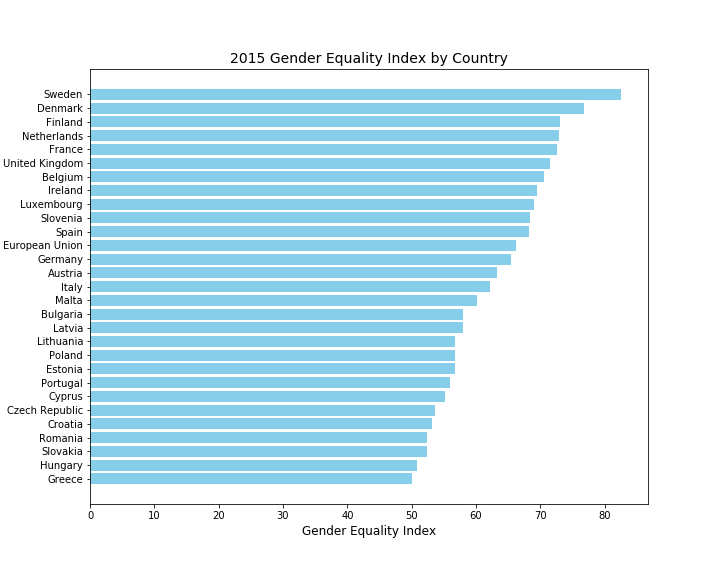 2015 Gender Equality Index by Country
Sweden
Denmark
Finland
Netherlands
France
United Kingdom
Belgium
Ireland
Luxembourg
Slovenia
Spain
European Union
Germany
Austria
Italy
Malta
Bulgaria
Latvia
Lithuania
Poland
Estonia
Portugal
Cyprus
Czech Republic
Croatia
Romania
Slovakia
Hungary
Greece
0 10 20 30 40 50 60 70 80
Gender Equality Index